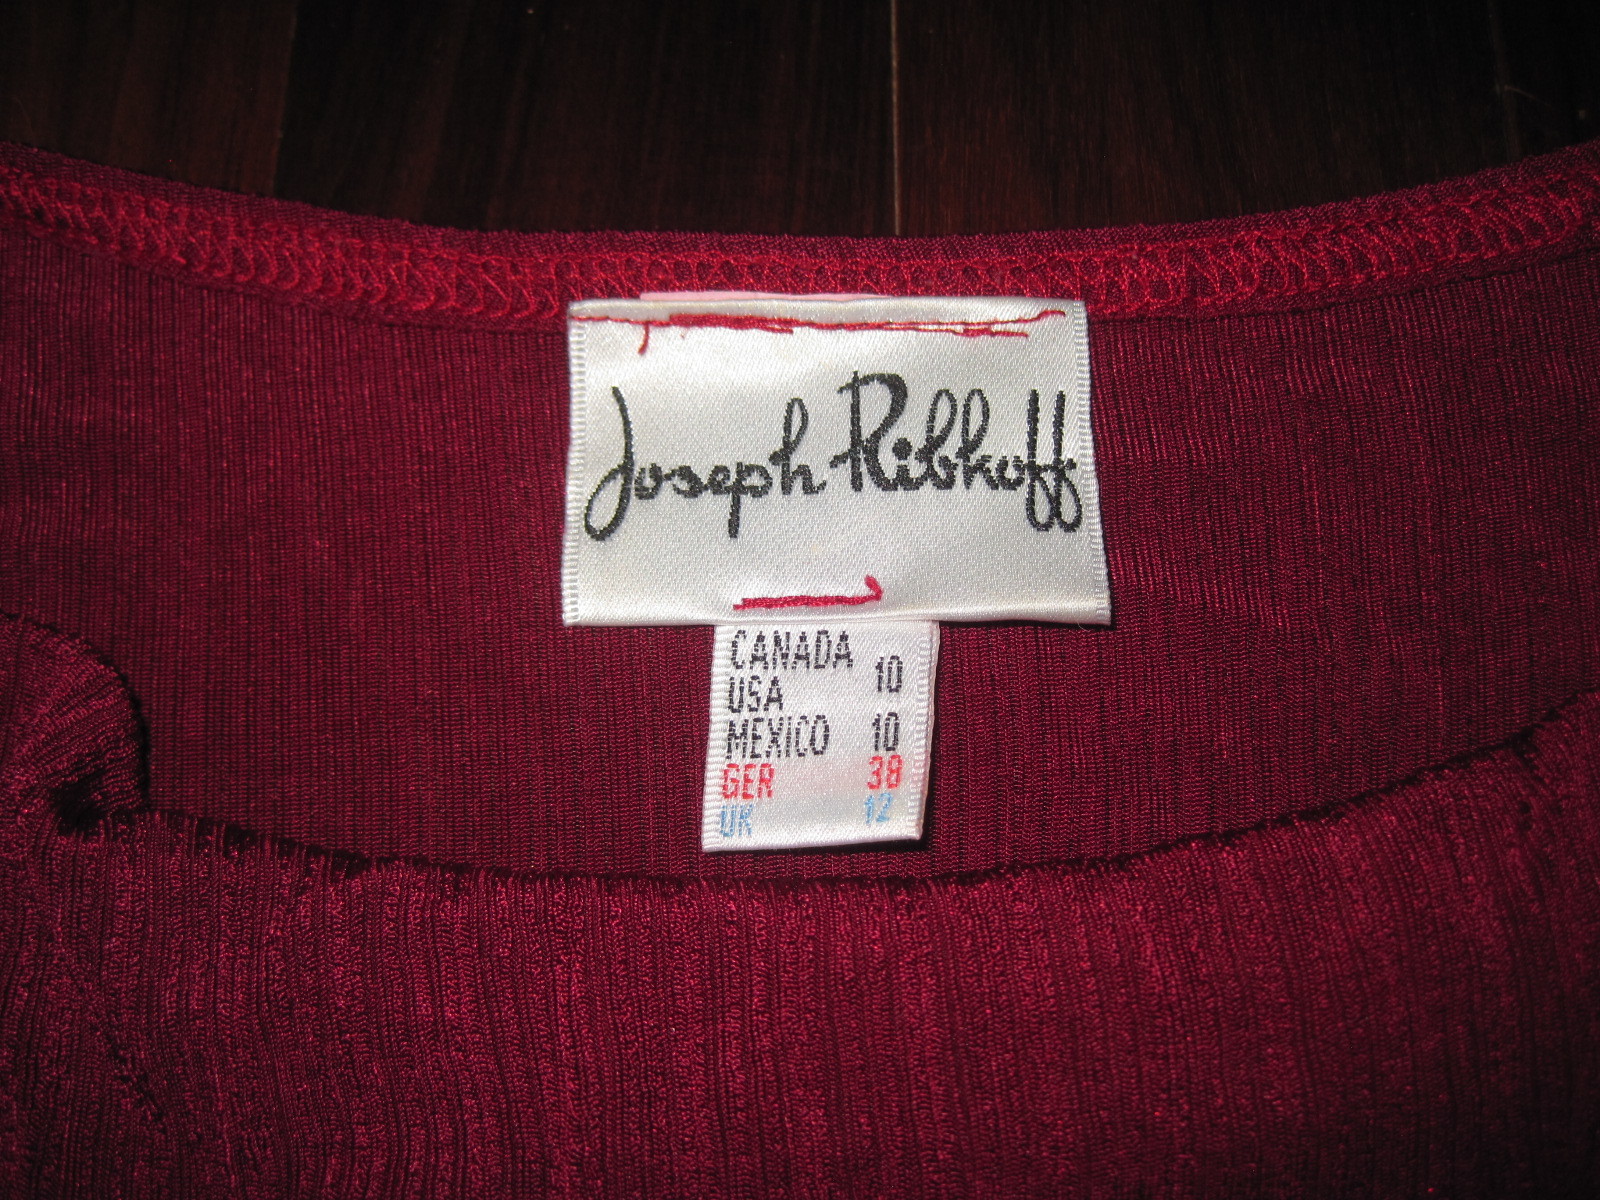 Joseph Ribkoff
CANADA
USA 10
MEXICO 10
GER 38
UK 12